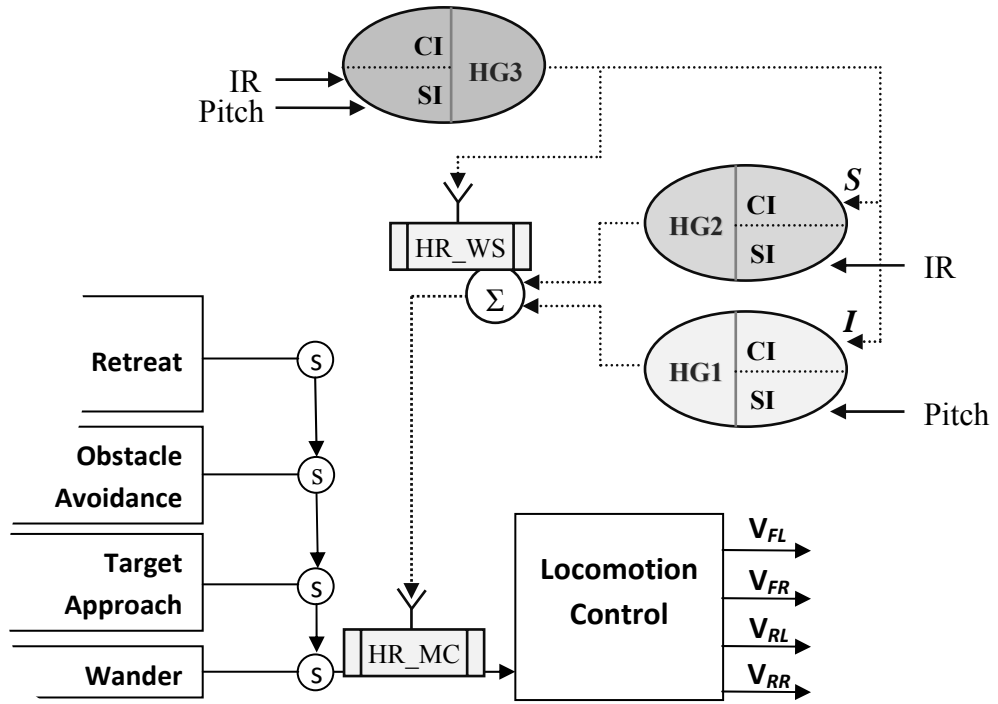 CI
HG3
SI
IR
Pitch
S
CI
HG2
SI
IR
HR_WS
Σ
I
CI
HG1
SI
Pitch
Retreat
S
Obstacle
Avoidance
S
Target
Approach
S
Wander
S
HR_MC
Locomotion
Control
VFL
VFR
VRL
VRR